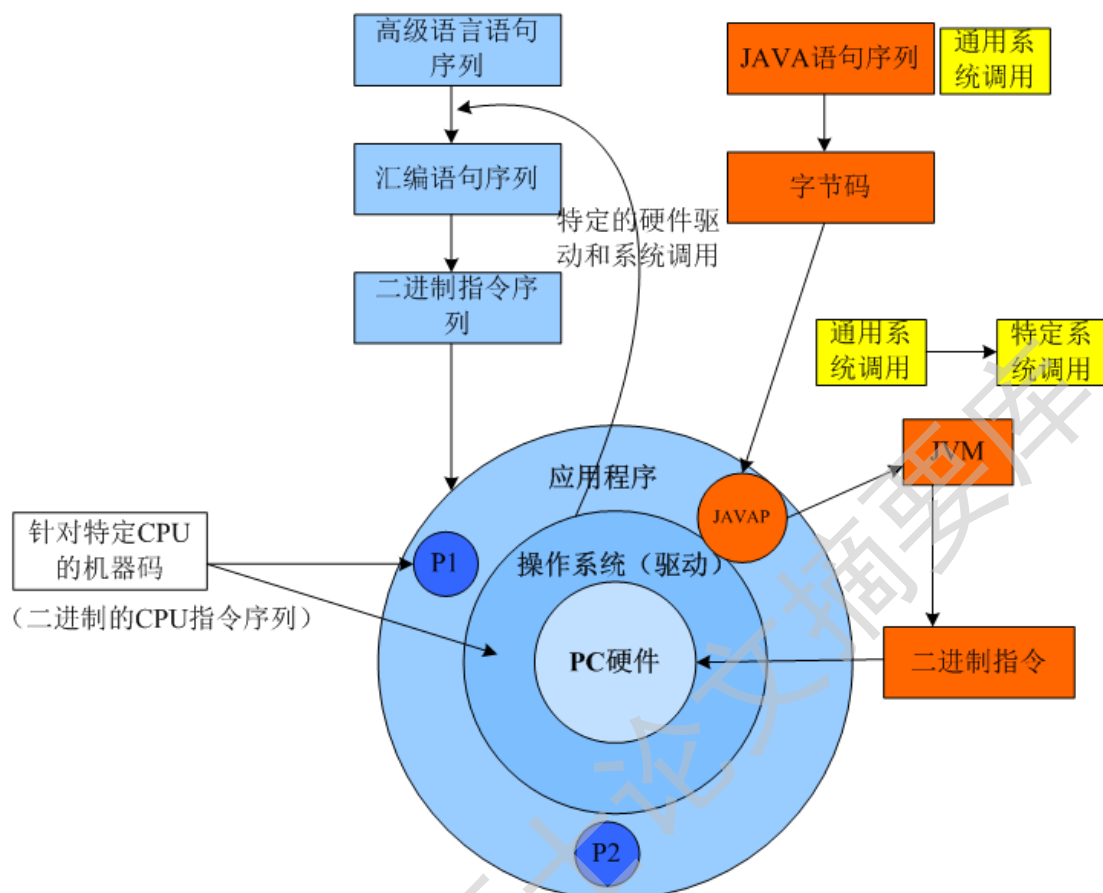 高级语言语句
序列
JAVA语句序列
通用系
统调用
汇编语句序列
字节码
特定的硬件驱
动和系统调用
二进制指令序
列
通用系
统调用
特定系
统调用
应用程序
JVM
JAVAP
针对特定CPU
的机器码
P1
操作系统（驱动）
（二进制的CPU指令序列）
PC硬件
二进制指令
P2
论文摘要库